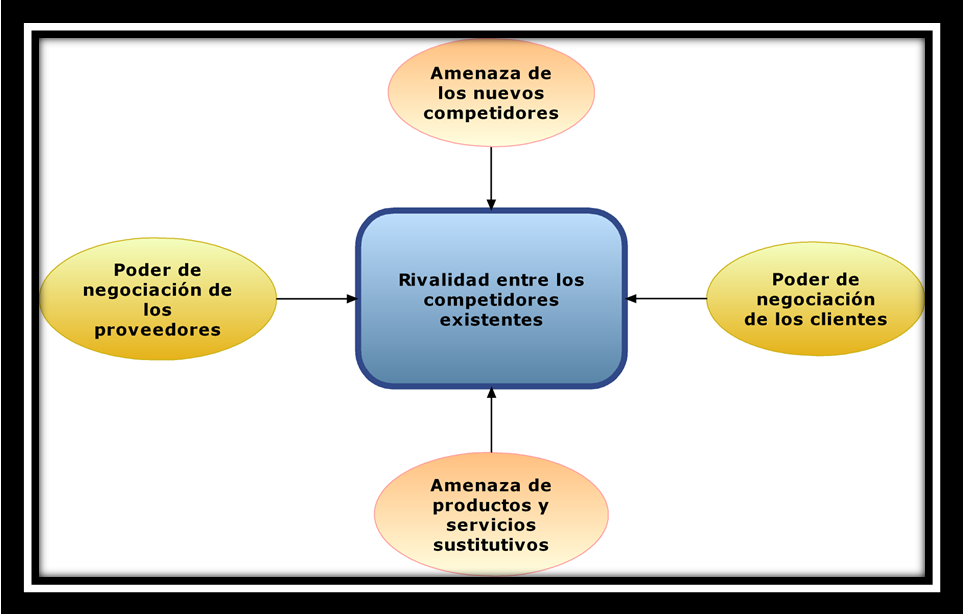 Amenaza de
los nuevos
competidores
Poder de
negociación de
los
proveedores
Rivalidad entre los
competidores
existentes
Poder de
negociación
de los clientes
Amenaza de
productos y
servicios
sustitutivos